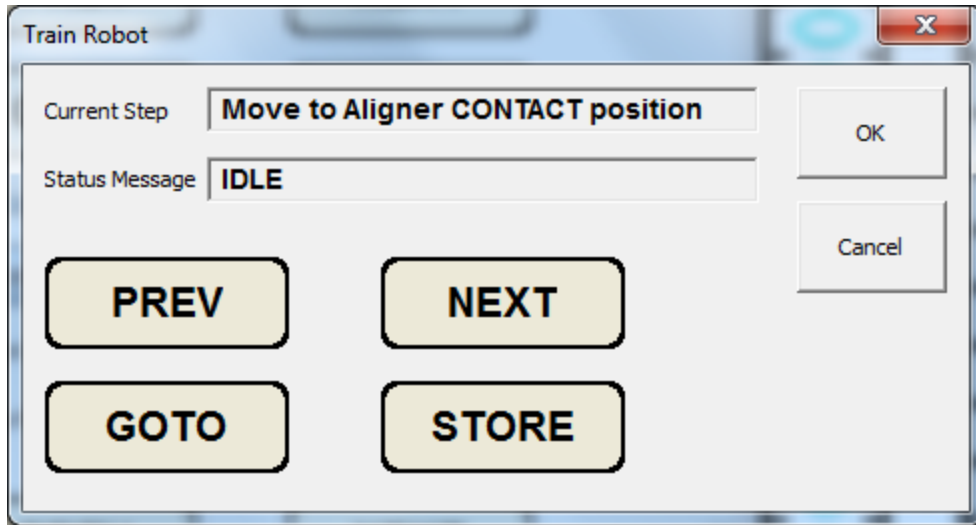 Train Robot
Current Step Move to Aligner CONTACT position
OK
Status Message IDLE
Cancel
PREV NEXT
GOTO STORE